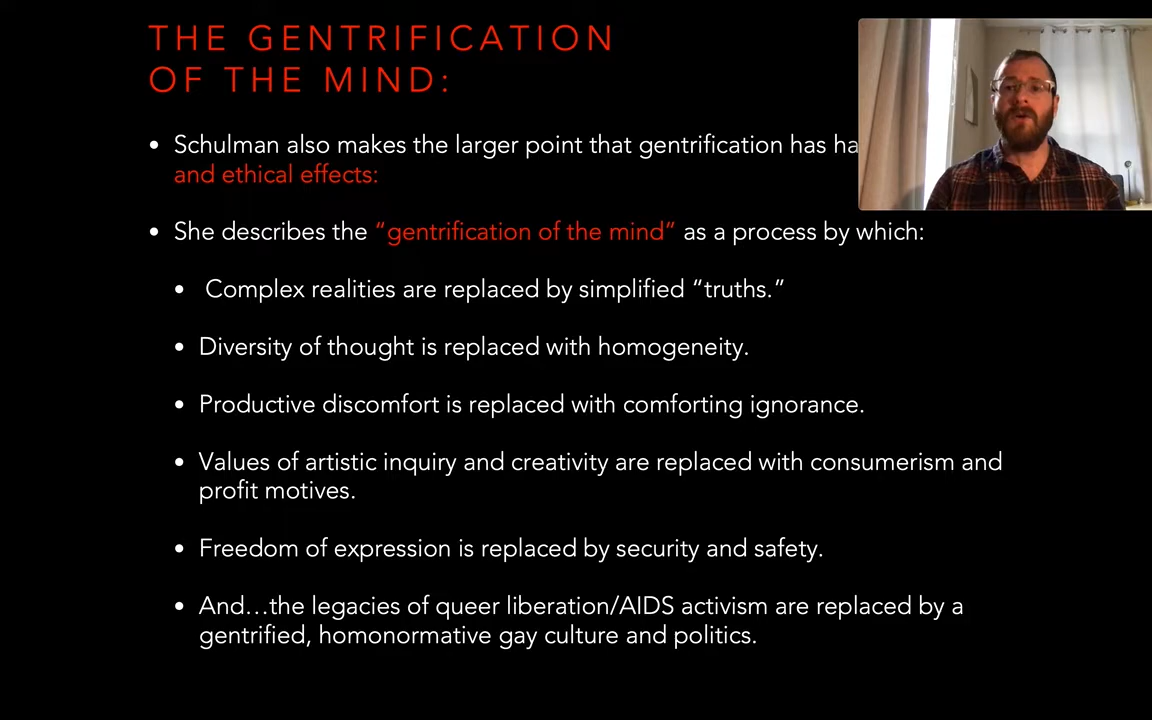 THE GENTRIFICATION
OF THE MIND:
• Schulman also makes the larger point that gentrification has
and ethical effects:
• She describes the “gentrification of the mind” as a process by which:
• Complex realities are replaced by simplified “truths.”
• Diversity of thought is replaced with homogeneity.
• Productive discomfort is replaced with comforting ignorance.
• Values of artistic inquiry and creativity are replaced with consumerism and
profit motives.
• Freedom of expression is replaced by security and safety.
• And…the legacies of queer liberation/AIDS activism are replaced by a
gentrified, homonormative gay culture and politics.